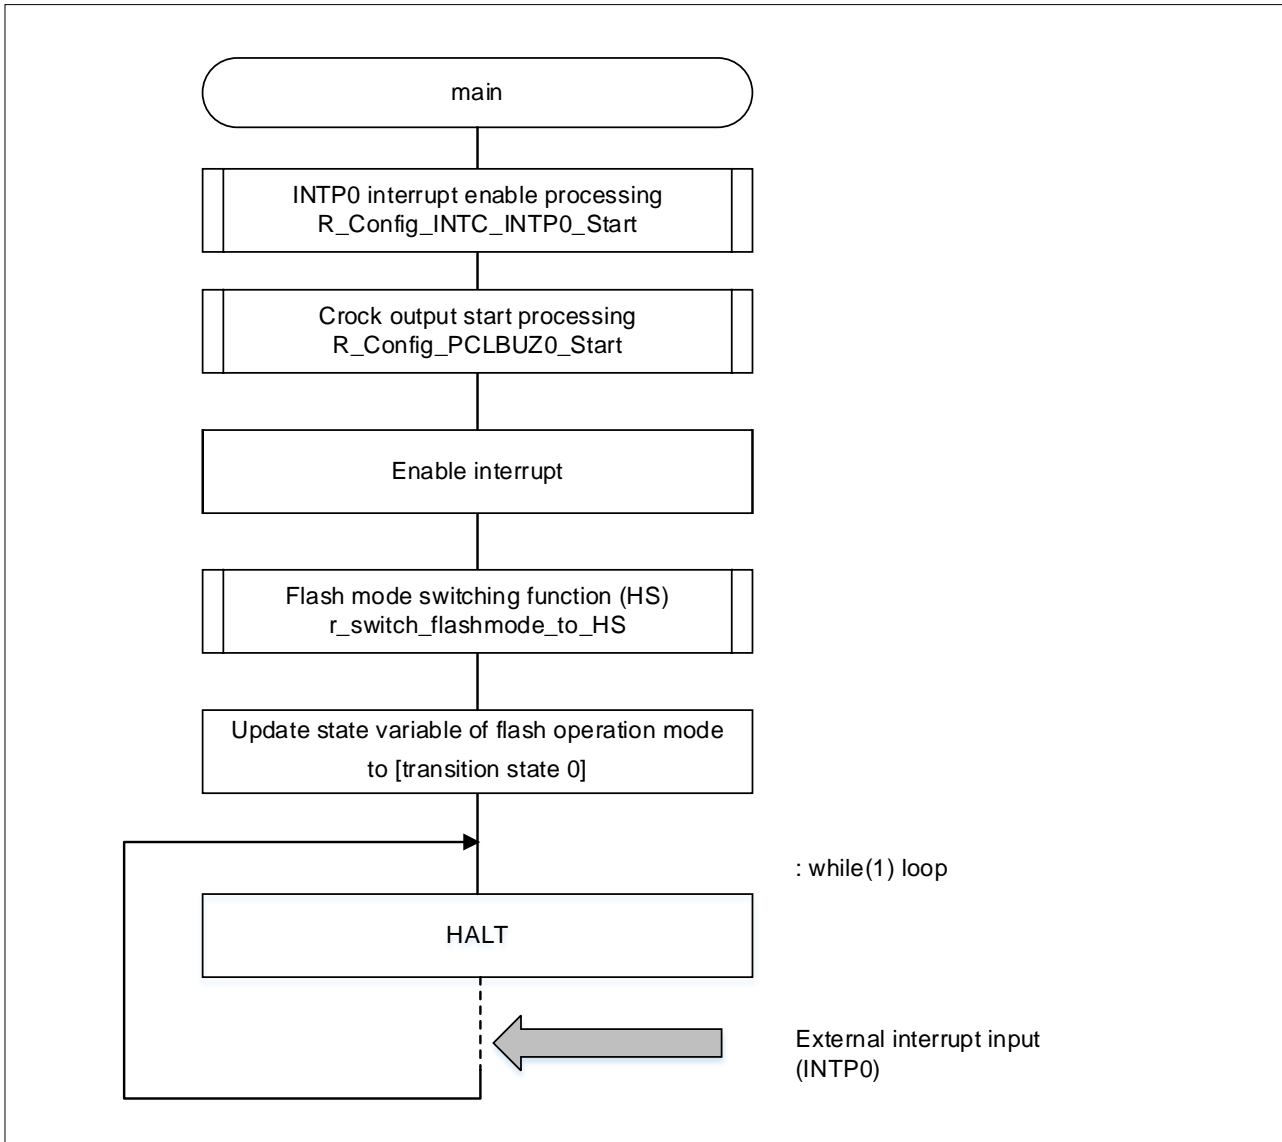 main
INTP0 interrupt enable processing
R_Config_INTC_INTP0_Start
Crock output start processing
R_Config_PCLBUZ0_Start
Enable interrupt
Flash mode switching function (HS)
r_switch_flashmode_to_HS
Update state variable of flash operation mode
to [transition state 0]
: while(1) loop
HALT
External interrupt input
(INTP0)